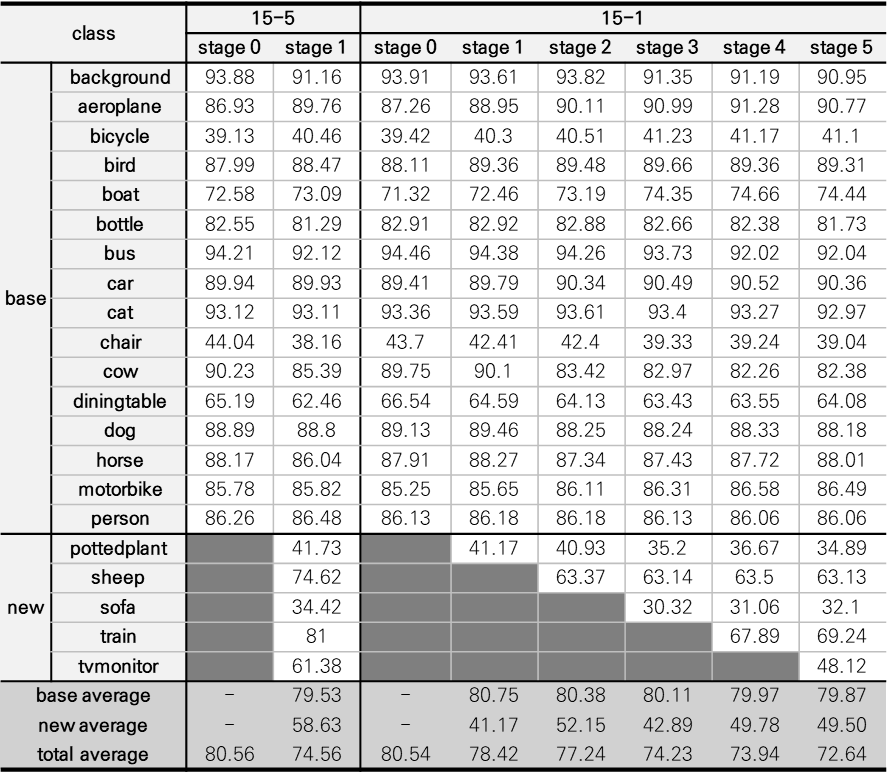 class 15-5 15-1
stage 0 stage 1 stage 0 stage 1 stage 2 stage 3 stage 4 stage 5
base
background 93.88 91.16 93.91 93.61 93.82 91.35 91.19 90.95
aeroplane 86.93 89.76 87.26 88.95 90.11 90.99 91.28 90.77
bicycle 39.13 40.46 39.42 40.3 40.51 41.23 41.17 41.1
bird 87.99 88.47 88.11 89.36 89.48 89.66 89.36 89.31
boat 72.58 73.09 71.32 72.46 73.19 74.35 74.66 74.44
bottle 82.55 81.29 82.91 82.92 82.88 82.66 82.38 81.73
bus 94.21 92.12 94.46 94.38 94.26 93.73 92.02 92.04
car 89.94 89.93 89.41 89.79 90.34 90.49 90.52 90.36
cat 93.12 93.11 93.36 93.59 93.61 93.4 93.27 92.97
chair 44.04 38.16 43.7 42.41 42.4 39.33 39.24 39.04
cow 90.23 85.39 89.75 90.1 83.42 82.97 82.26 82.38
diningtable 65.19 62.46 66.54 64.59 64.13 63.43 63.55 64.08
dog 88.89 88.8 89.13 89.46 88.25 88.24 88.33 88.18
horse 88.17 86.04 87.91 88.27 87.34 87.43 87.72 88.01
motorbike 85.78 85.82 85.25 85.65 86.11 86.31 86.58 86.49
person 86.26 86.48 86.13 86.18 86.18 86.13 86.06 86.06
new
pottedplant 41.73 41.17 40.93 35.2 36.67 34.89
sheep 74.62 63.37 63.14 63.5 63.13
sofa 34.42 30.32 31.06 32.1
train 81 67.89 69.24
tvmonitor 61.38 48.12
base average - 79.53 - 80.75 80.38 80.11 79.97 79.87
new average - 58.63 - 41.17 52.15 42.89 49.78 49.50
total average 80.56 74.56 80.54 78.42 77.24 74.23 73.94 72.64